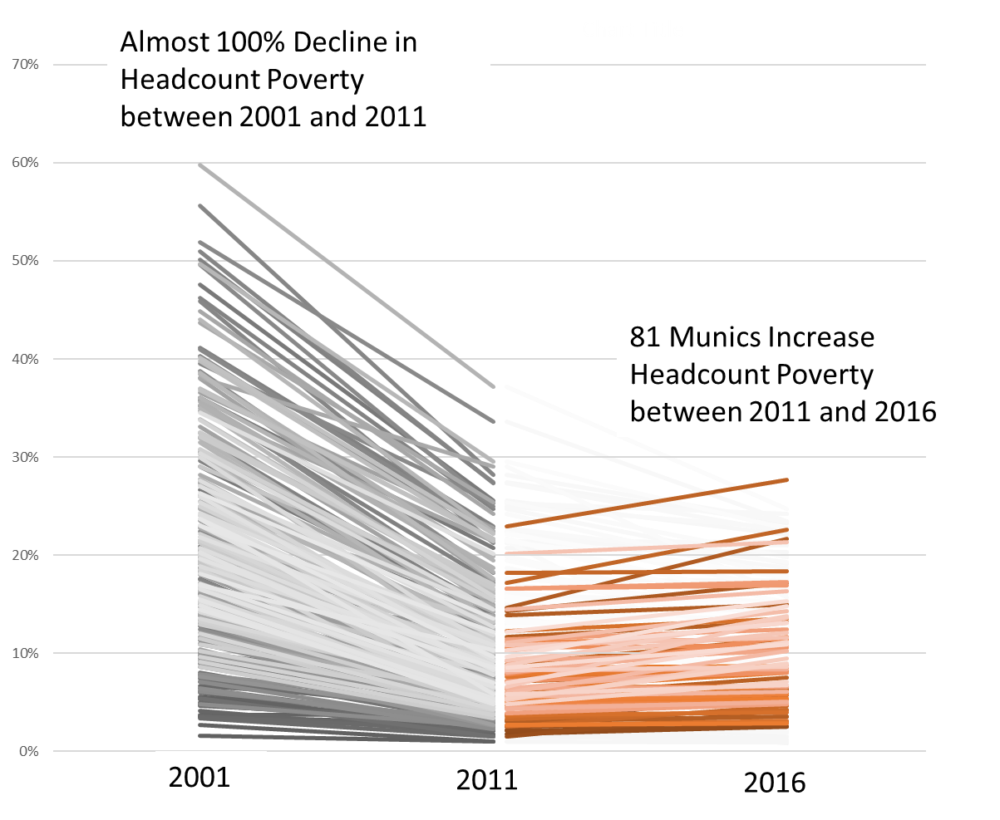 Almost 100% Decline in
Headcount Poverty
between 2001 and 2011
70%
60%
50%
40%
30%
20%
10%
0%
81 Munics Increase
Headcount Poverty
between 2011 and 2016
2001
2011
2016